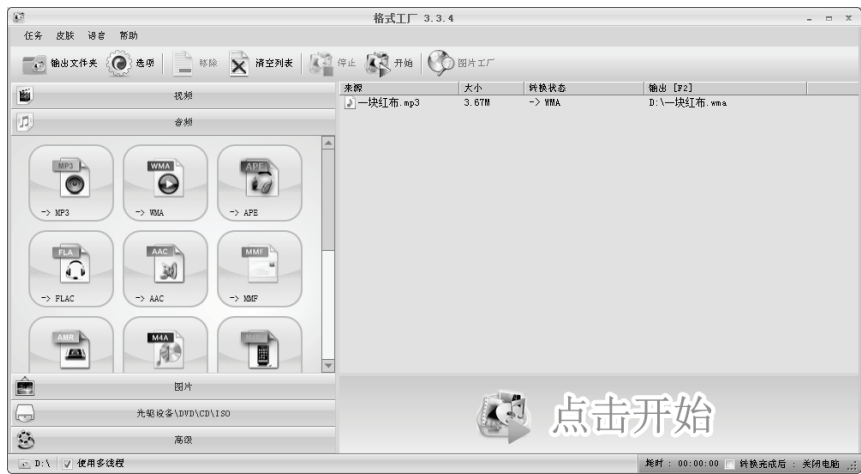 格式工厂 3.3.4
任务 皮肤 语言 帮助
输出文件夹 选项 移除 清空列表 停止 开始 图片工厂
视频
音频
MP3 WMA APE
-> MP3 -> WMA -> APE
FLA AAC MMF
-> FLAC -> AAC -> MMF
AMR M4A
图片
光驱设备\DVD\CD\ISO
高级
来源 大小 转换状态 输出 [F2]
一块红布.mp3 3.67M -> WMA D:\一块红布.wma
点击开始
D:\ 使用多线程 耗时 : 00:00:00 转换完成后 : 关闭电脑